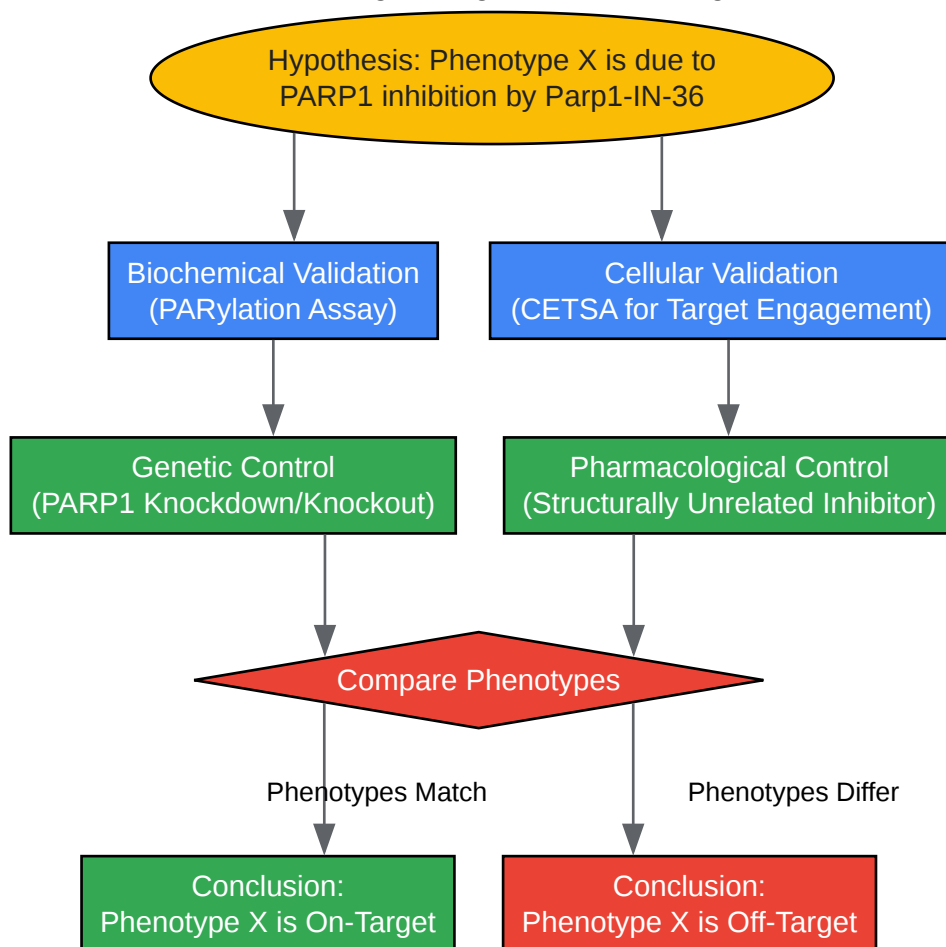 Hypothesis: Phenotype X is due to
PARP1 inhibition by Parp1-IN-36
Biochemical Validation
(PARylation Assay)
Cellular Validation
(CETSA for Target Engagement)
Genetic Control
(PARP1 Knockdown/Knockout)
Pharmacological Control
(Structurally Unrelated Inhibitor)
Compare Phenotypes
Phenotypes Match
Phenotypes Differ
Conclusion:
Phenotype X is On-Target
Conclusion:
Phenotype X is Off-Target